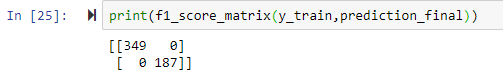 In [25]: print(f1_score_matrix(y_train,prediction_final))
[[349   0]
 [  0 187]]